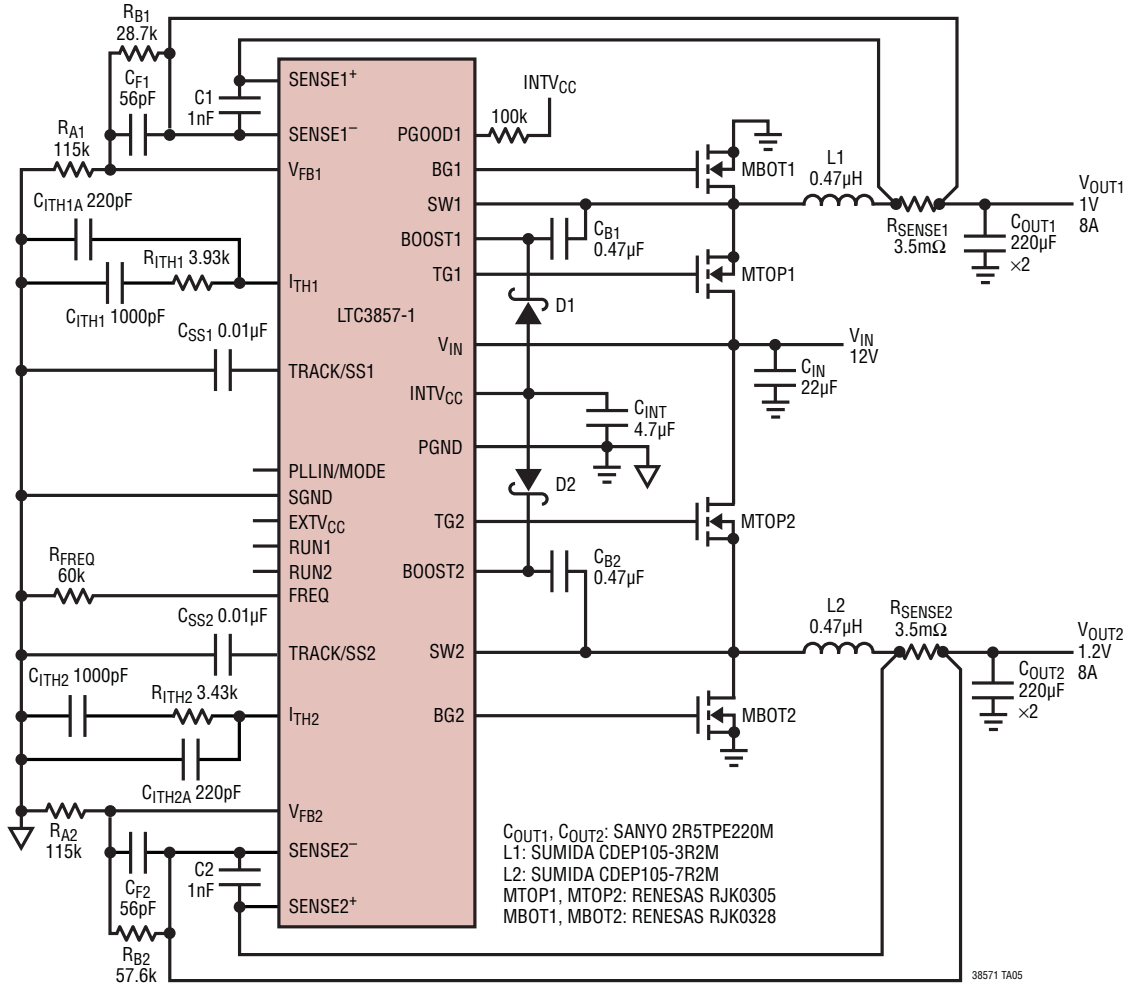 RB1
28.7k
CF1
56pF
C1
1nF
RA1
115k
CITH1A 220pF
RITH1 3.93k
CITH1 1000pF
CSS1 0.01µF
RFREQ
60k
CSS2 0.01µF
CITH2 1000pF
RITH2 3.43k
CITH2A 220pF
RA2
115k
CF2
56pF
C2
1nF
RB2
57.6k
SENSE1+
SENSE1–
VFB1
ITH1
LTC3857-1
TRACK/SS1
PLLIN/MODE
SGND
EXTVCC
RUN1
RUN2
FREQ
TRACK/SS2
ITH2
VFB2
SENSE2–
SENSE2+
PGOOD1
BG1
SW1
BOOST1
TG1
VIN
INTVCC
PGND
TG2
BOOST2
SW2
BG2
INTVCC
100k
MBOT1
L1
0.47µH
CB1
0.47µF
MTOP1
D1
RSENSE1
3.5mΩ
COUT1
220µF
×2
VOUT1
1V
8A
VIN
12V
CIN
22µF
CINT
4.7µF
D2
MTOP2
CB2
0.47µF
L2
0.47µH
RSENSE2
3.5mΩ
VOUT2
1.2V
8A
COUT2
220µF
×2
MBOT2
COUT1, COUT2: SANYO 2R5TPE220M
L1: SUMIDA CDEP105-3R2M
L2: SUMIDA CDEP105-7R2M
MTOP1, MTOP2: RENESAS RJK0305
MBOT1, MBOT2: RENESAS RJK0328
38571 TA05